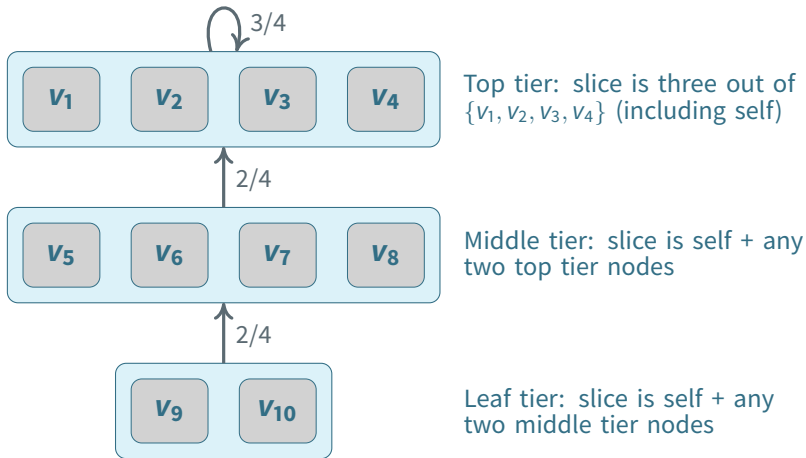 3/4
v1 v2 v3 v4
Top tier: slice is three out of
{v1, v2, v3, v4} (including self)
2/4
v5 v6 v7 v8
Middle tier: slice is self + any
two top tier nodes
2/4
v9 v10
Leaf tier: slice is self + any
two middle tier nodes